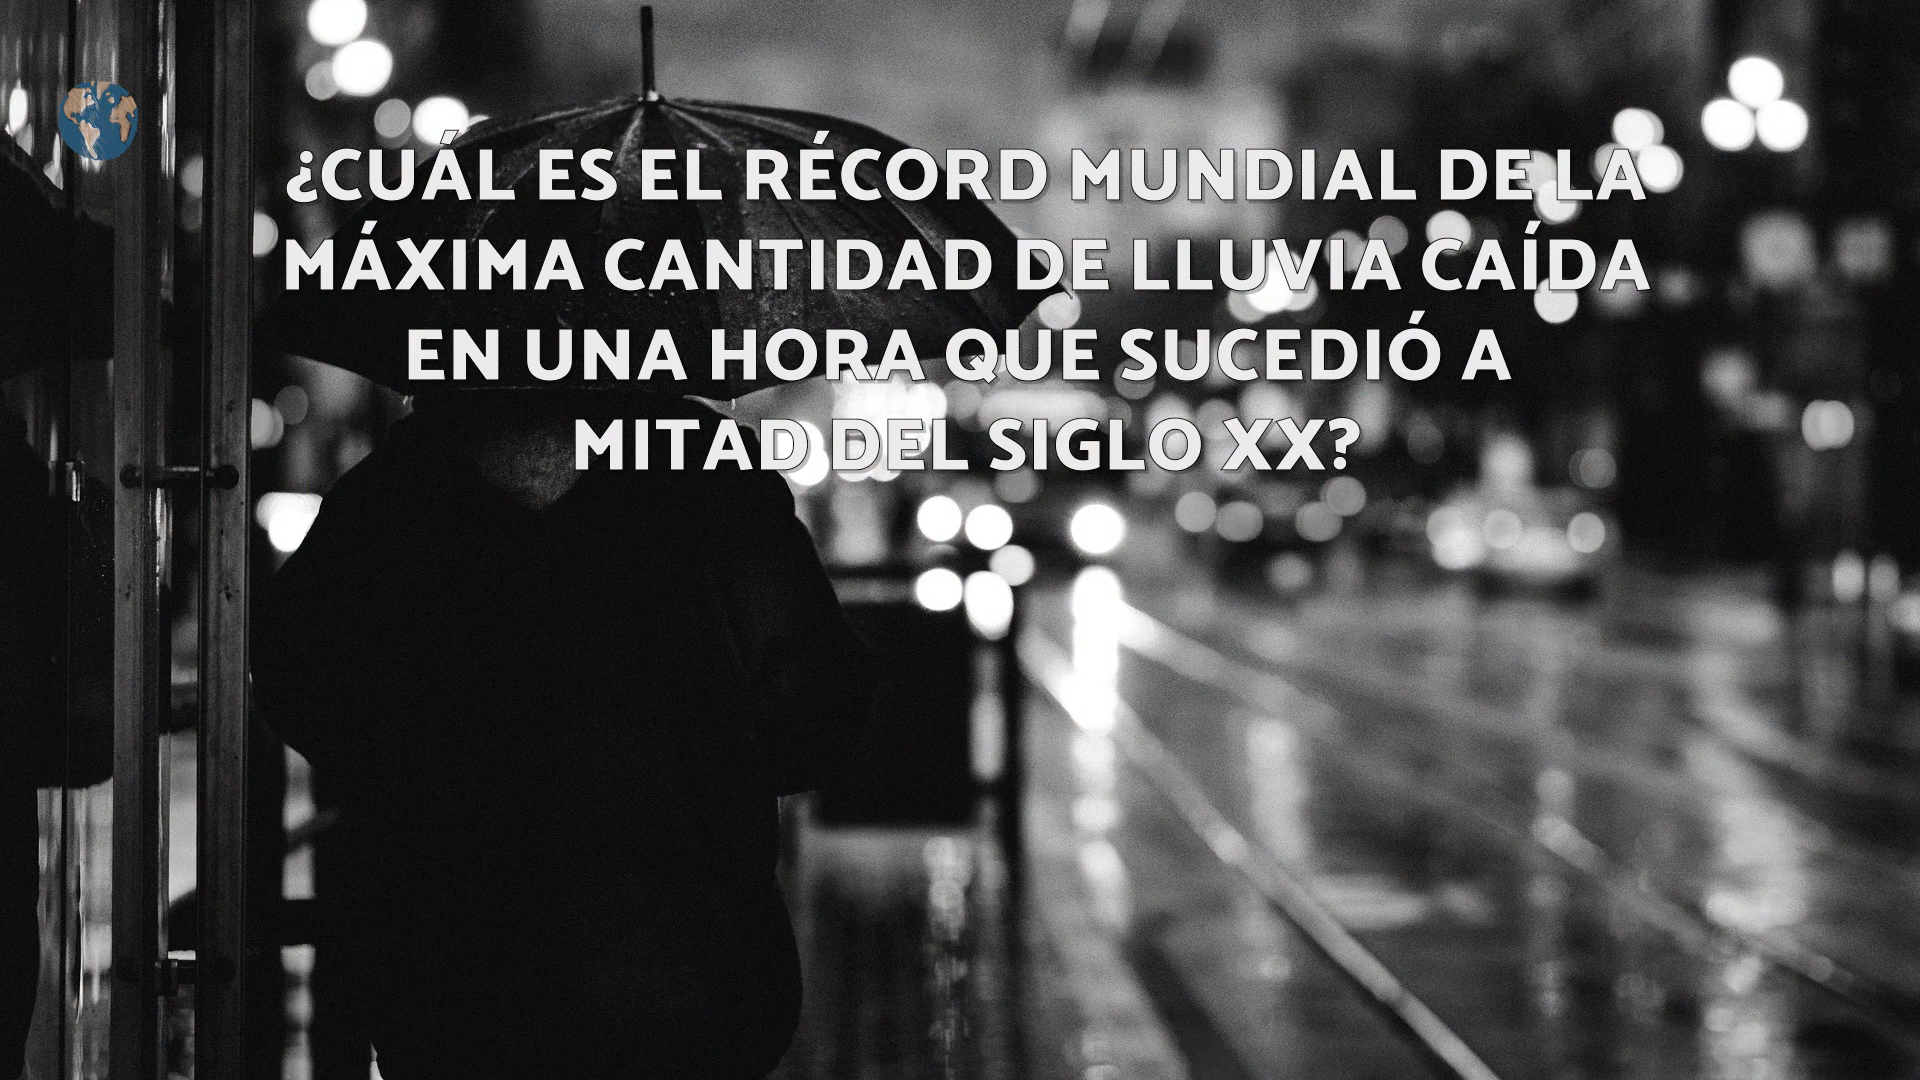 ¿CUÁL ES EL RÉCORD MUNDIAL DE LA
MÁXIMA CANTIDAD DE LLUVIA CAÍDA
EN UNA HORA QUE SUCEDIÓ A
MITAD DEL SIGLO XX?